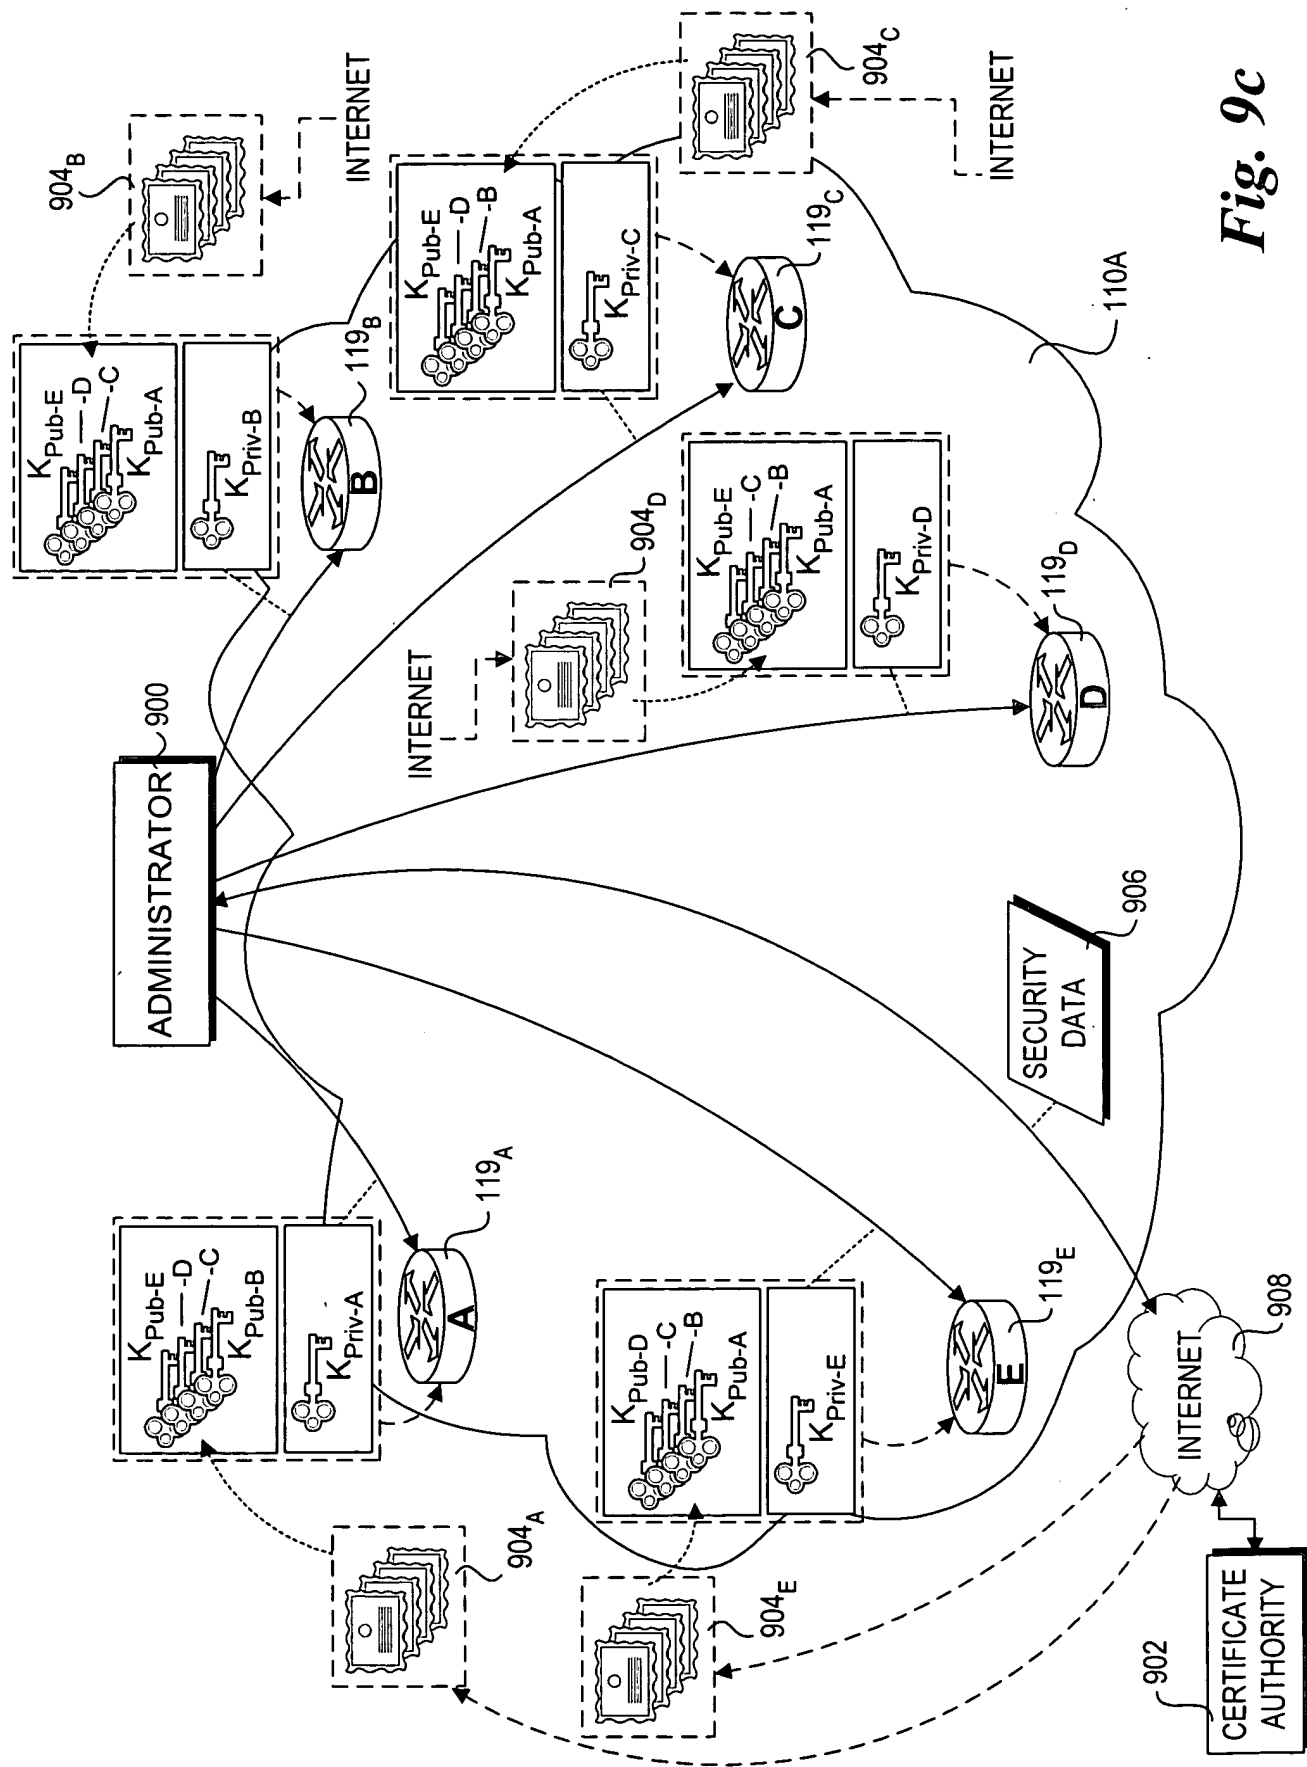 ADMINISTRATOR
900
904B
INTERNET
KPub-E
-D
-C
KPub-A
KPriv-B
119B
B
904C
INTERNET
KPub-E
-D
-B
KPub-A
KPriv-C
119C
C
INTERNET
904D
KPub-E
-C
-B
KPub-A
KPriv-D
119D
D
110A
KPub-E
-D
-C
KPub-B
KPriv-A
119A
A
904A
KPub-D
-C
-B
KPub-A
KPriv-E
119E
E
904E
SECURITY
DATA
906
INTERNET
908
CERTIFICATE
AUTHORITY
902
Fig. 9c